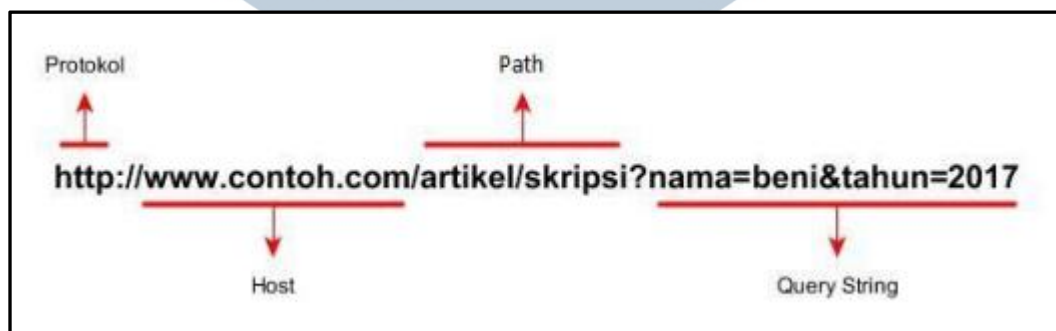 Protokol Path
http://www.contoh.com/artikel/skripsi?nama=beni&tahun=2017
Host Query String